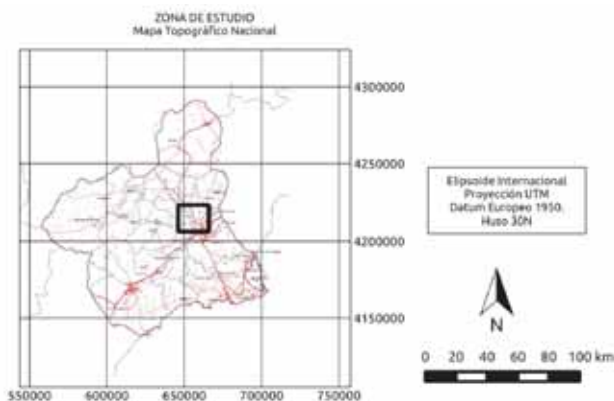 ZONA DE ESTUDIO
Mapa Topográfico Nacional
4300000
4250000
4200000
4150000
550000 600000 650000 700000 750000
Elipsoide Internacional
Proyección UTM
Datum Europeo 1950.
Huso 30N
N
0 20 40 60 80 100 km